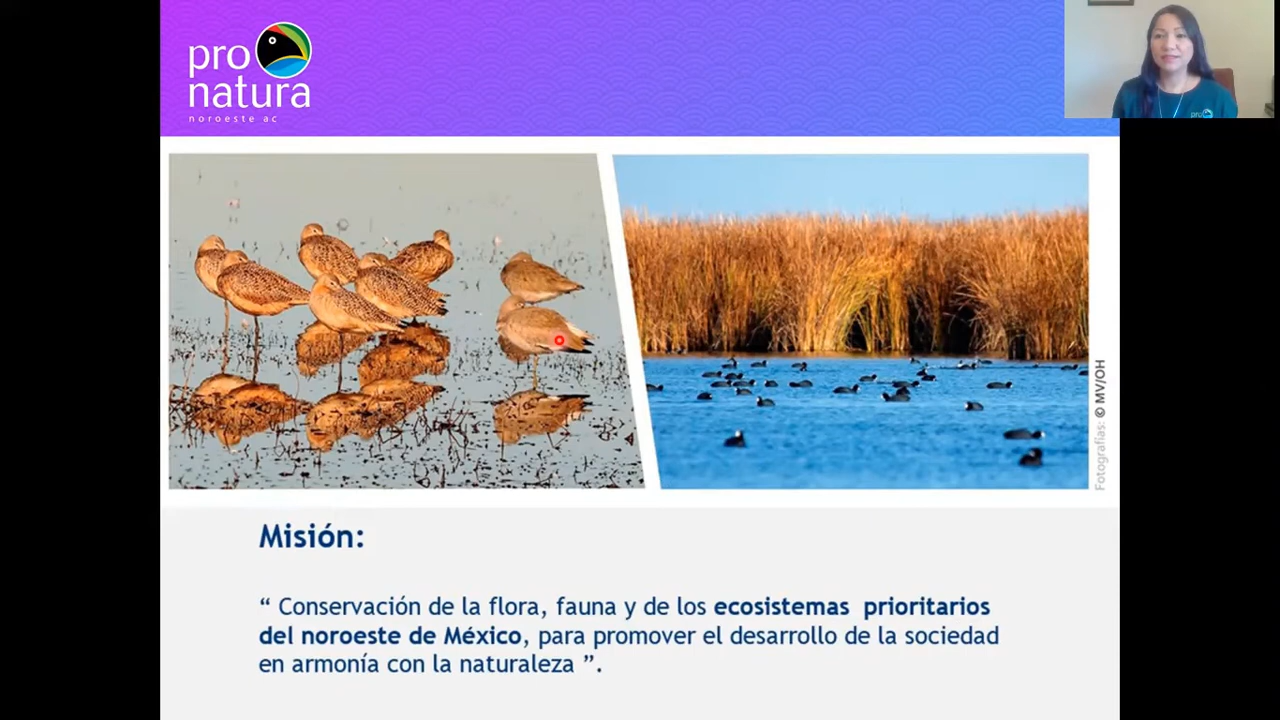 pro
natura
noroeste ac
pro
Fotografías: © MV/OH
Misión:
“ Conservación de la flora, fauna y de los ecosistemas prioritarios
del noroeste de México, para promover el desarrollo de la sociedad
en armonía con la naturaleza ”.